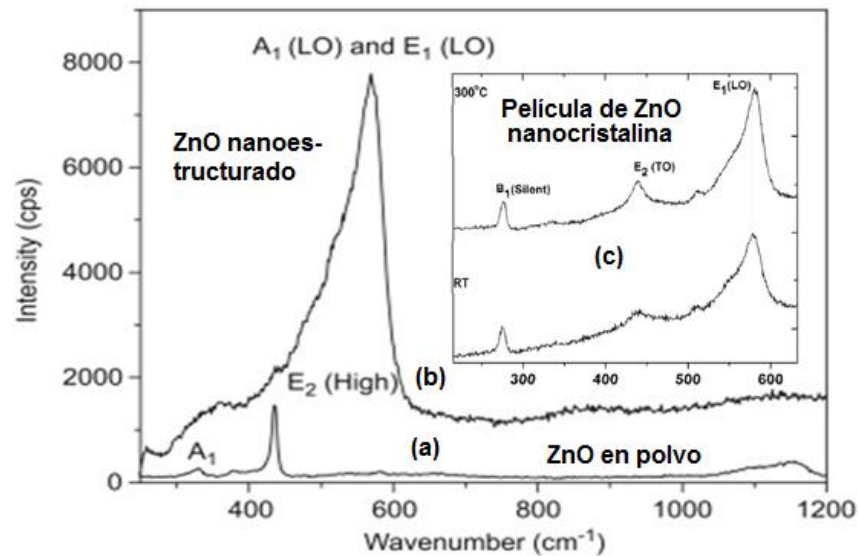 A₁ (LO) and E₁ (LO)
8000
6000
4000
2000
0
Intensity (cps)
ZnO nanoes-
tructurado
300°C
Película de ZnO
nanocristalina
E₁(LO)
B₁(Silent)
E₂ (TO)
(c)
RT
300
400
500
600
E₂ (High)
(b)
(a)
A₁
ZnO en polvo
400
600
800
1000
1200
Wavenumber (cm⁻¹)